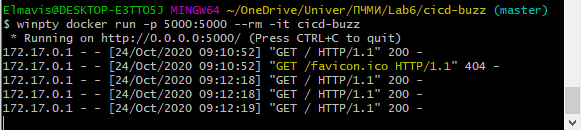 Elmavis@DESKTOP-E3TTO5J MINGW64 ~/OneDrive/Univer/ПЧМИ/Lab6/cicd-buzz (master)
$ winpty docker run -p 5000:5000 --rm -it cicd-buzz
 * Running on http://0.0.0.0:5000/ (Press CTRL+C to quit)
172.17.0.1 - - [24/Oct/2020 09:10:52] "GET / HTTP/1.1" 200 -
172.17.0.1 - - [24/Oct/2020 09:10:52] "GET /favicon.ico HTTP/1.1" 404 -
172.17.0.1 - - [24/Oct/2020 09:12:18] "GET / HTTP/1.1" 200 -
172.17.0.1 - - [24/Oct/2020 09:12:18] "GET / HTTP/1.1" 200 -
172.17.0.1 - - [24/Oct/2020 09:12:19] "GET / HTTP/1.1" 200 -